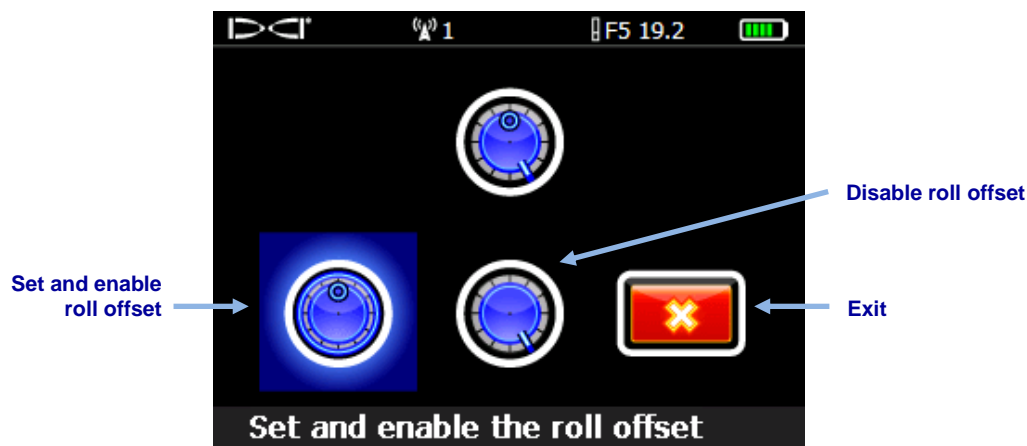 DCI
1
F5 19.2
Disable roll offset
Set and enable
roll offset
Exit
Set and enable the roll offset